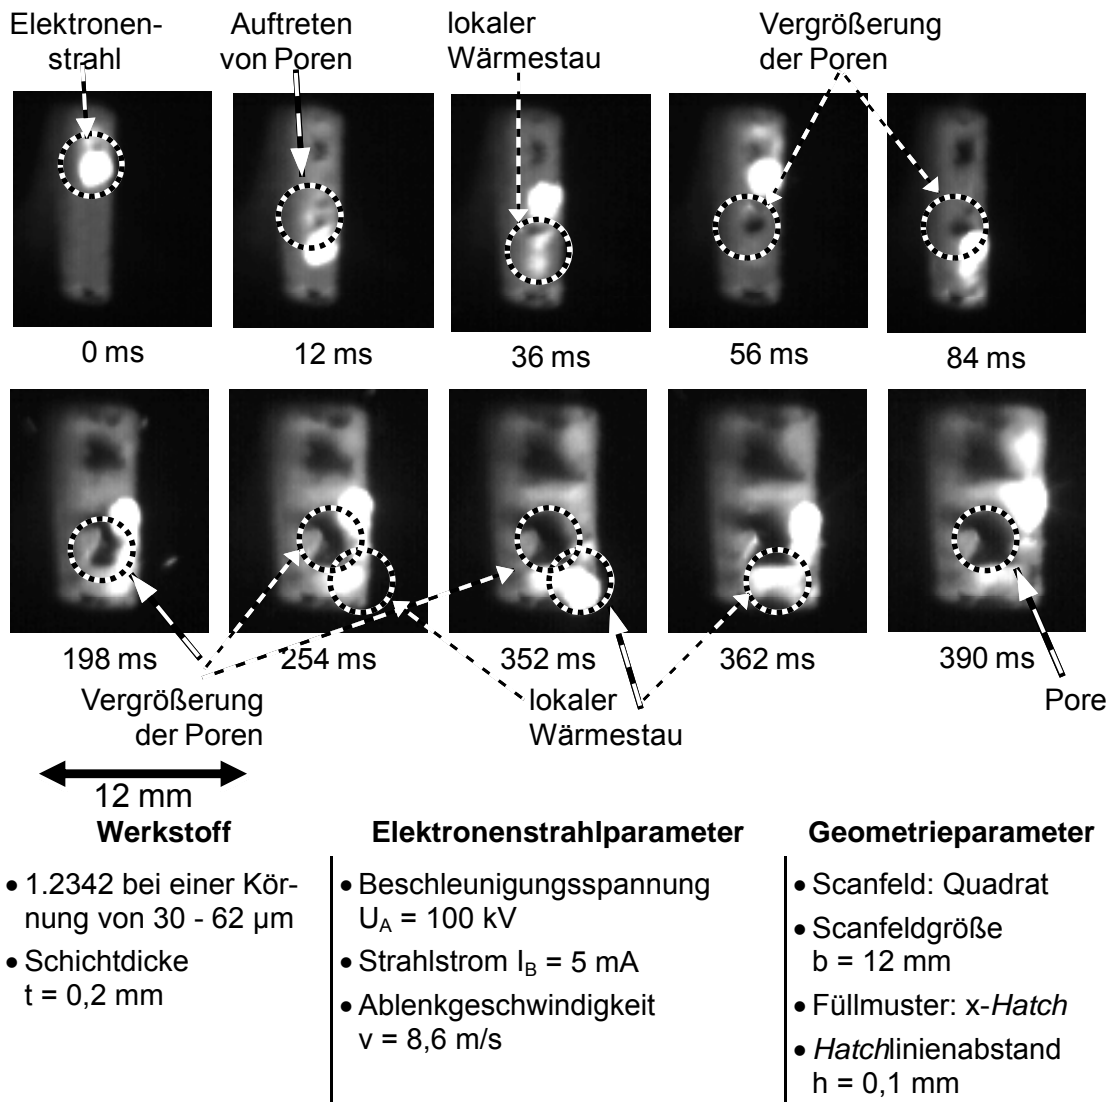 Elektronen-
strahl
Auftreten
von Poren
lokaler
Wärmestau
Vergrößerung
der Poren
0 ms
12 ms
36 ms
56 ms
84 ms
198 ms
254 ms
352 ms
362 ms
390 ms
Vergrößerung
der Poren
lokaler
Wärmestau
Pore
12 mm
Werkstoff
• 1.2342 bei einer Kör-
nung von 30 - 62 µm
• Schichtdicke
t = 0,2 mm
Elektronenstrahlparameter
• Beschleunigungsspannung
U_A = 100 kV
• Strahlstrom I_B = 5 mA
• Ablenkgeschwindigkeit
v = 8,6 m/s
Geometrieparameter
• Scanfeld: Quadrat
• Scanfeldgröße
b = 12 mm
• Füllmuster: x-Hatch
• Hatchlinienabstand
h = 0,1 mm